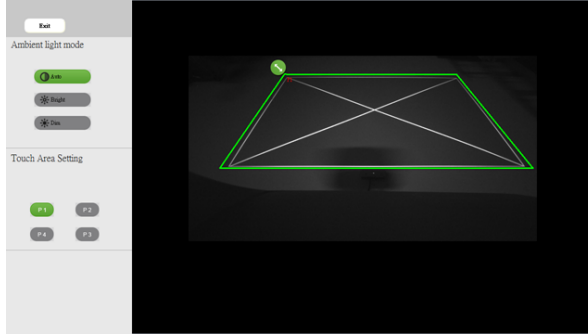 Exit
Ambient light mode
Auto
Bright
Dim
Touch Area Setting
P 1
P 2
P 4
P 3